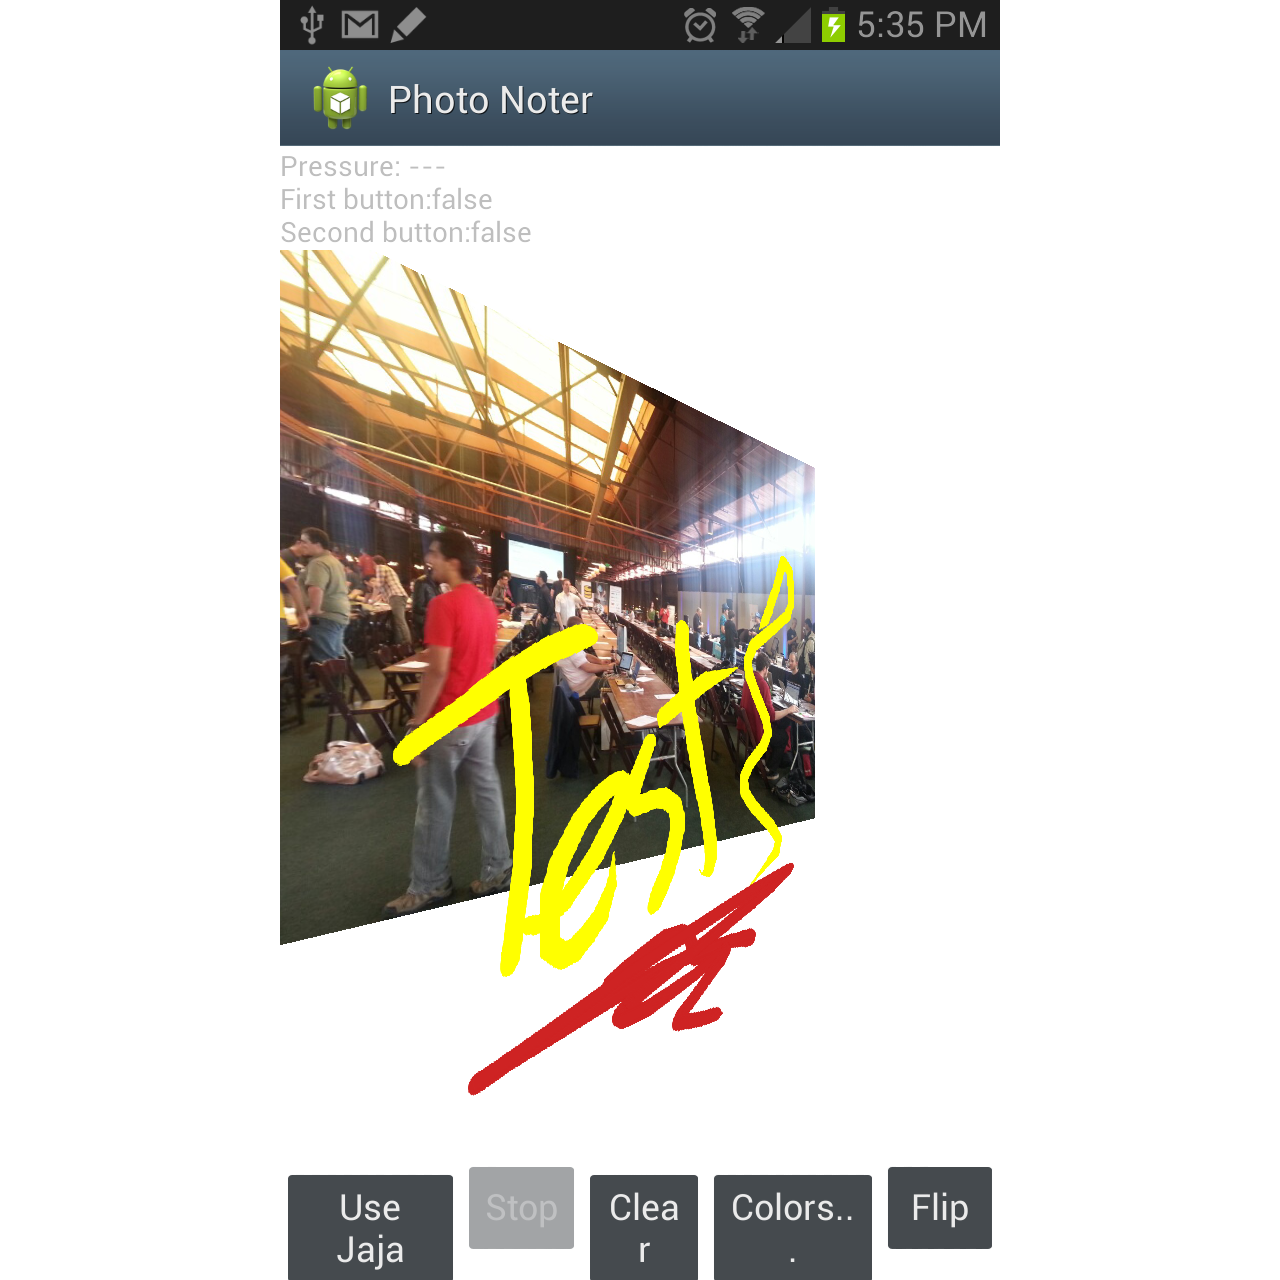 5:35 PM
Photo Noter
Pressure: ---
First button:false
Second button:false
Test
Use
Jaja
Stop
Clea
r
Colors..
.
Flip